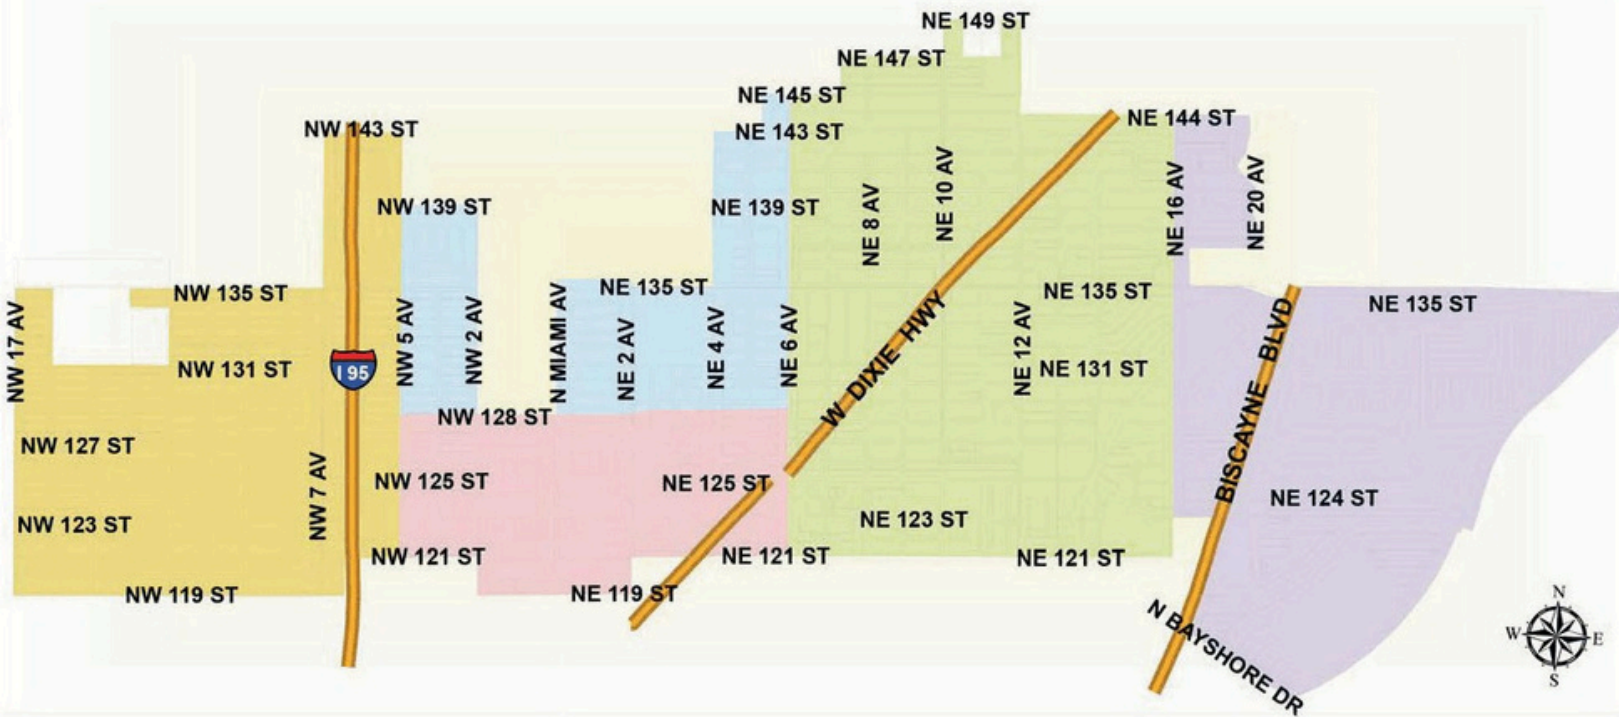 NE 149 ST
NE 147 ST
NE 145 ST
NE 144 ST
NW 143 ST
NE 143 ST
NW 139 ST
NE 139 ST
NE 8 AV
NE 10 AV
NE 16 AV
NE 20 AV
NW 135 ST
NE 135 ST
NE 135 ST
NE 135 ST
NW 17 AV
NW 5 AV
NW 2 AV
N MIAMI AV
NE 2 AV
NE 4 AV
NE 6 AV
W DIXIE HWY
NE 12 AV
BISCAYNE BLVD
NW 131 ST
I 95
NE 131 ST
NW 128 ST
NW 127 ST
NW 7 AV
NW 125 ST
NE 125 ST
NE 124 ST
NW 123 ST
NE 123 ST
NW 121 ST
NE 121 ST
NE 121 ST
NW 119 ST
NE 119 ST
N BAYSHORE DR
N
W
E
S